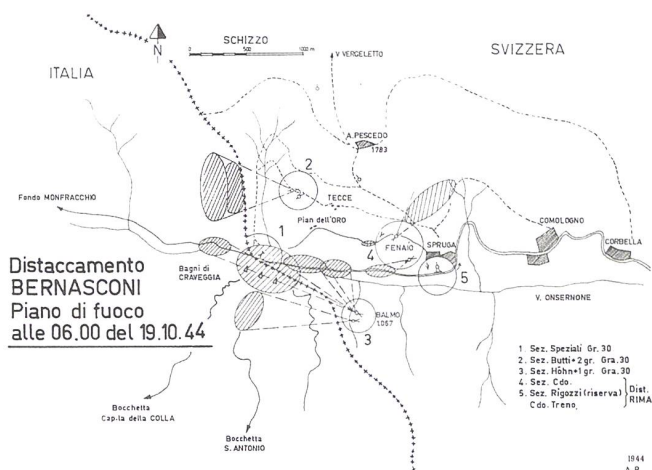 SCHIZZO
0 500 1000 m
N
ITALIA
SVIZZERA
V. VERGELETTO
A. PESCEDO
1783
2
TECCE
Fondo MONFRACCHIO
Pian dell'ORO
1
4
FENAIO
SPRUGA
COMOLOGNO
CORBELLA
Bagni di
CRAVEGGIA
5
V. ONSERNONE
BALMO
1.067
3
Distaccamento
BERNASCONI
Piano di fuoco
alle 06.00 del 19.10.44
Bocchetta
Cap.la della COLLA
Bocchetta
S. ANTONIO
1. Sez. Speziali Gr. 30
2. Sez. Butti + 2 gr. Gra. 30
3. Sez. Höhn + 1 gr. Gra. 30
4. Sez. Cdo.
5. Sez. Rigozzi (riserva)
Cdo. Treno
Dist.
RIMA
1944
A. B.